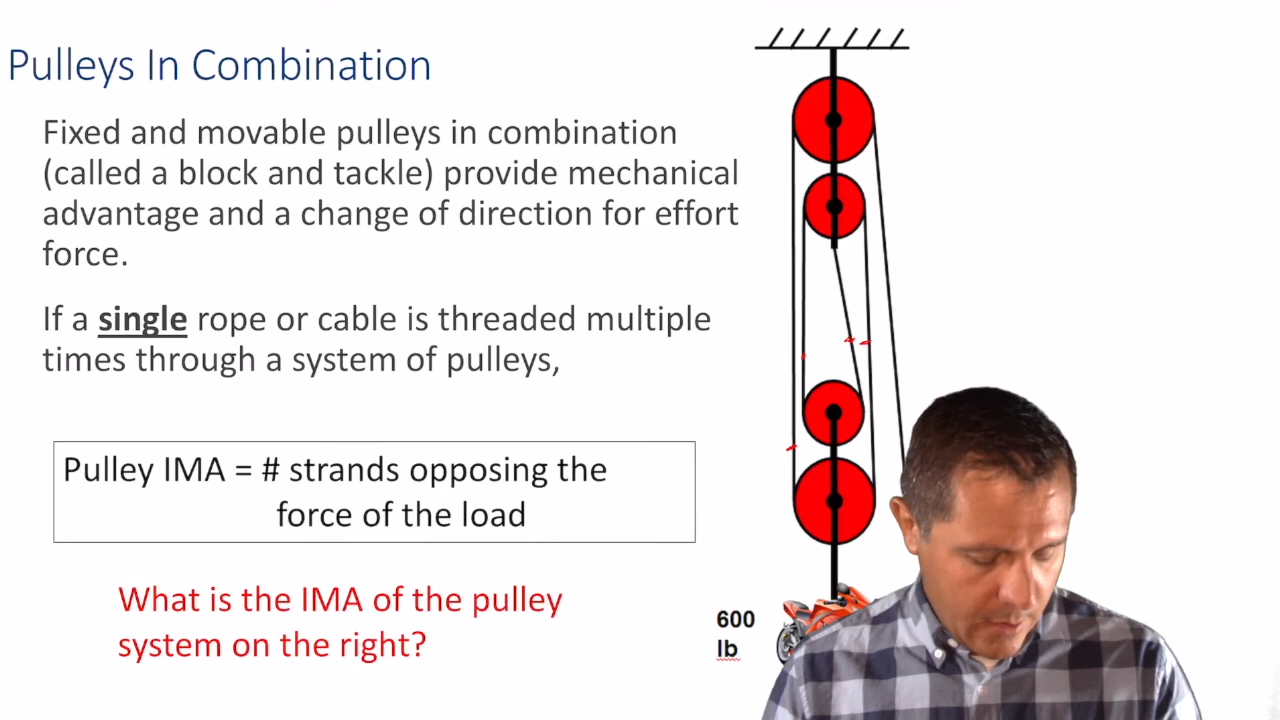 Pulleys In Combination
Fixed and movable pulleys in combination
(called a block and tackle) provide mechanical
advantage and a change of direction for effort
force.
If a single rope or cable is threaded multiple
times through a system of pulleys,
Pulley IMA = # strands opposing the
force of the load
What is the IMA of the pulley
system on the right?
600
lb